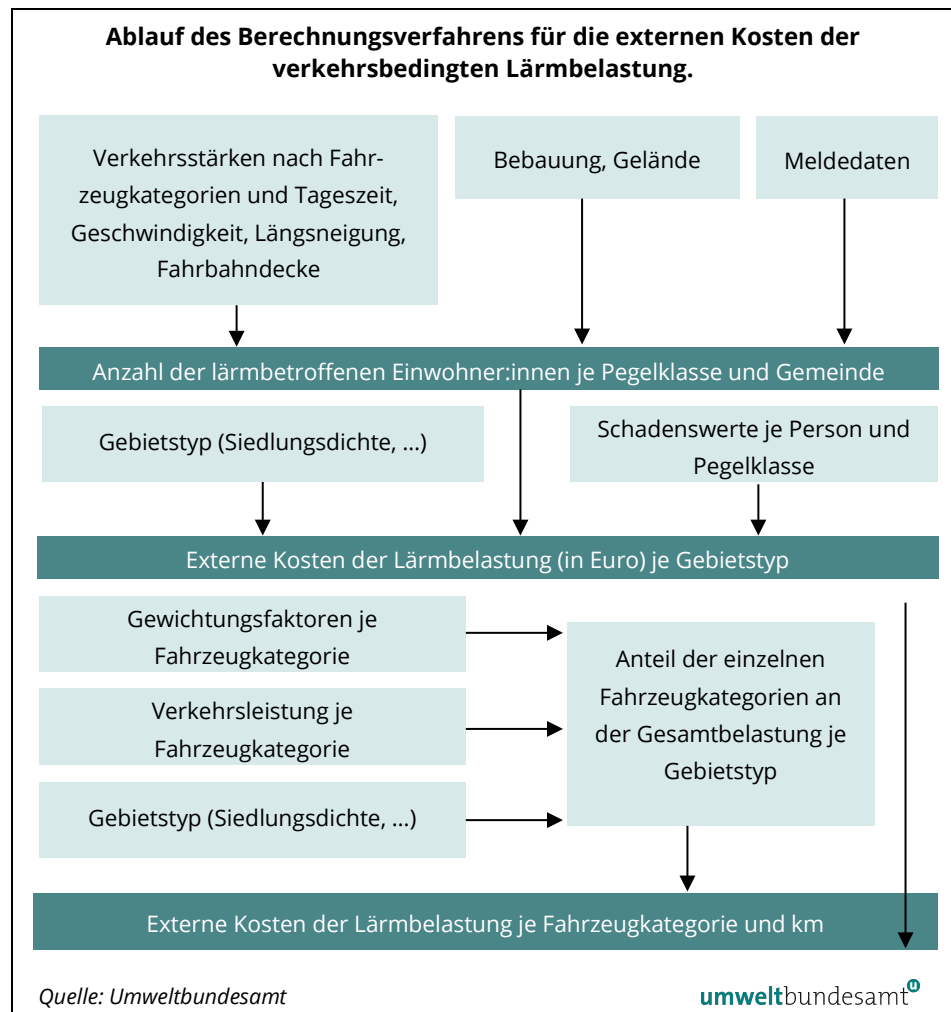 Ablauf des Berechnungsverfahrens für die externen Kosten der
verkehrsbedingten Lärmbelastung.
Verkehrsstärken nach Fahr-
zeugkategorien und Tageszeit,
Geschwindigkeit, Längsneigung,
Fahrbahndecke
Bebauung, Gelände
Meldedaten
Anzahl der lärmbetroffenen Einwohner:innen je Pegelklasse und Gemeinde
Gebietstyp (Siedlungsdichte, ...)
Schadenswerte je Person und
Pegelklasse
Externe Kosten der Lärmbelastung (in Euro) je Gebietstyp
Gewichtungsfaktoren je
Fahrzeugkategorie
Verkehrsleistung je
Fahrzeugkategorie
Gebietstyp (Siedlungsdichte, ...)
Anteil der einzelnen
Fahrzeugkategorien an
der Gesamtbelastung je
Gebietstyp
Externe Kosten der Lärmbelastung je Fahrzeugkategorie und km
Quelle: Umweltbundesamt
umweltbundesamt u